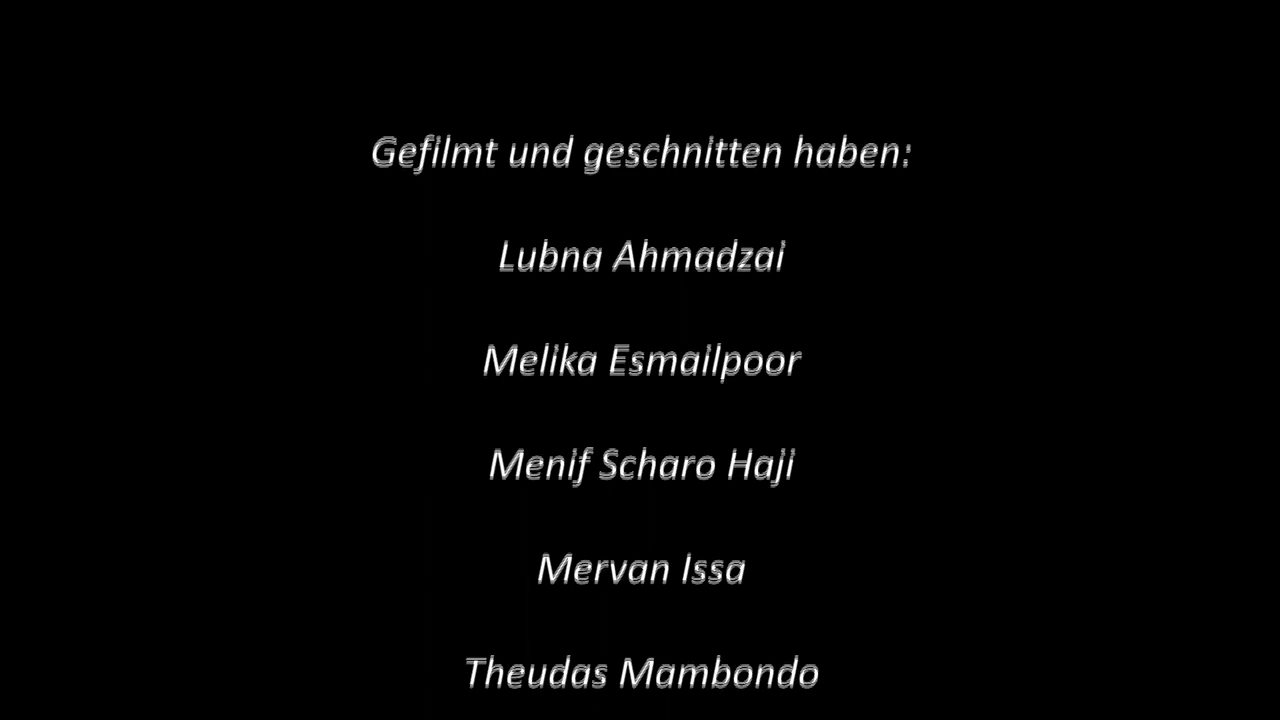 Gefilmt und geschnitten haben:
Lubna Ahmadzai
Melika Esmailpoor
Menif Scharo Haji
Mervan Issa
Theudas Mambondo